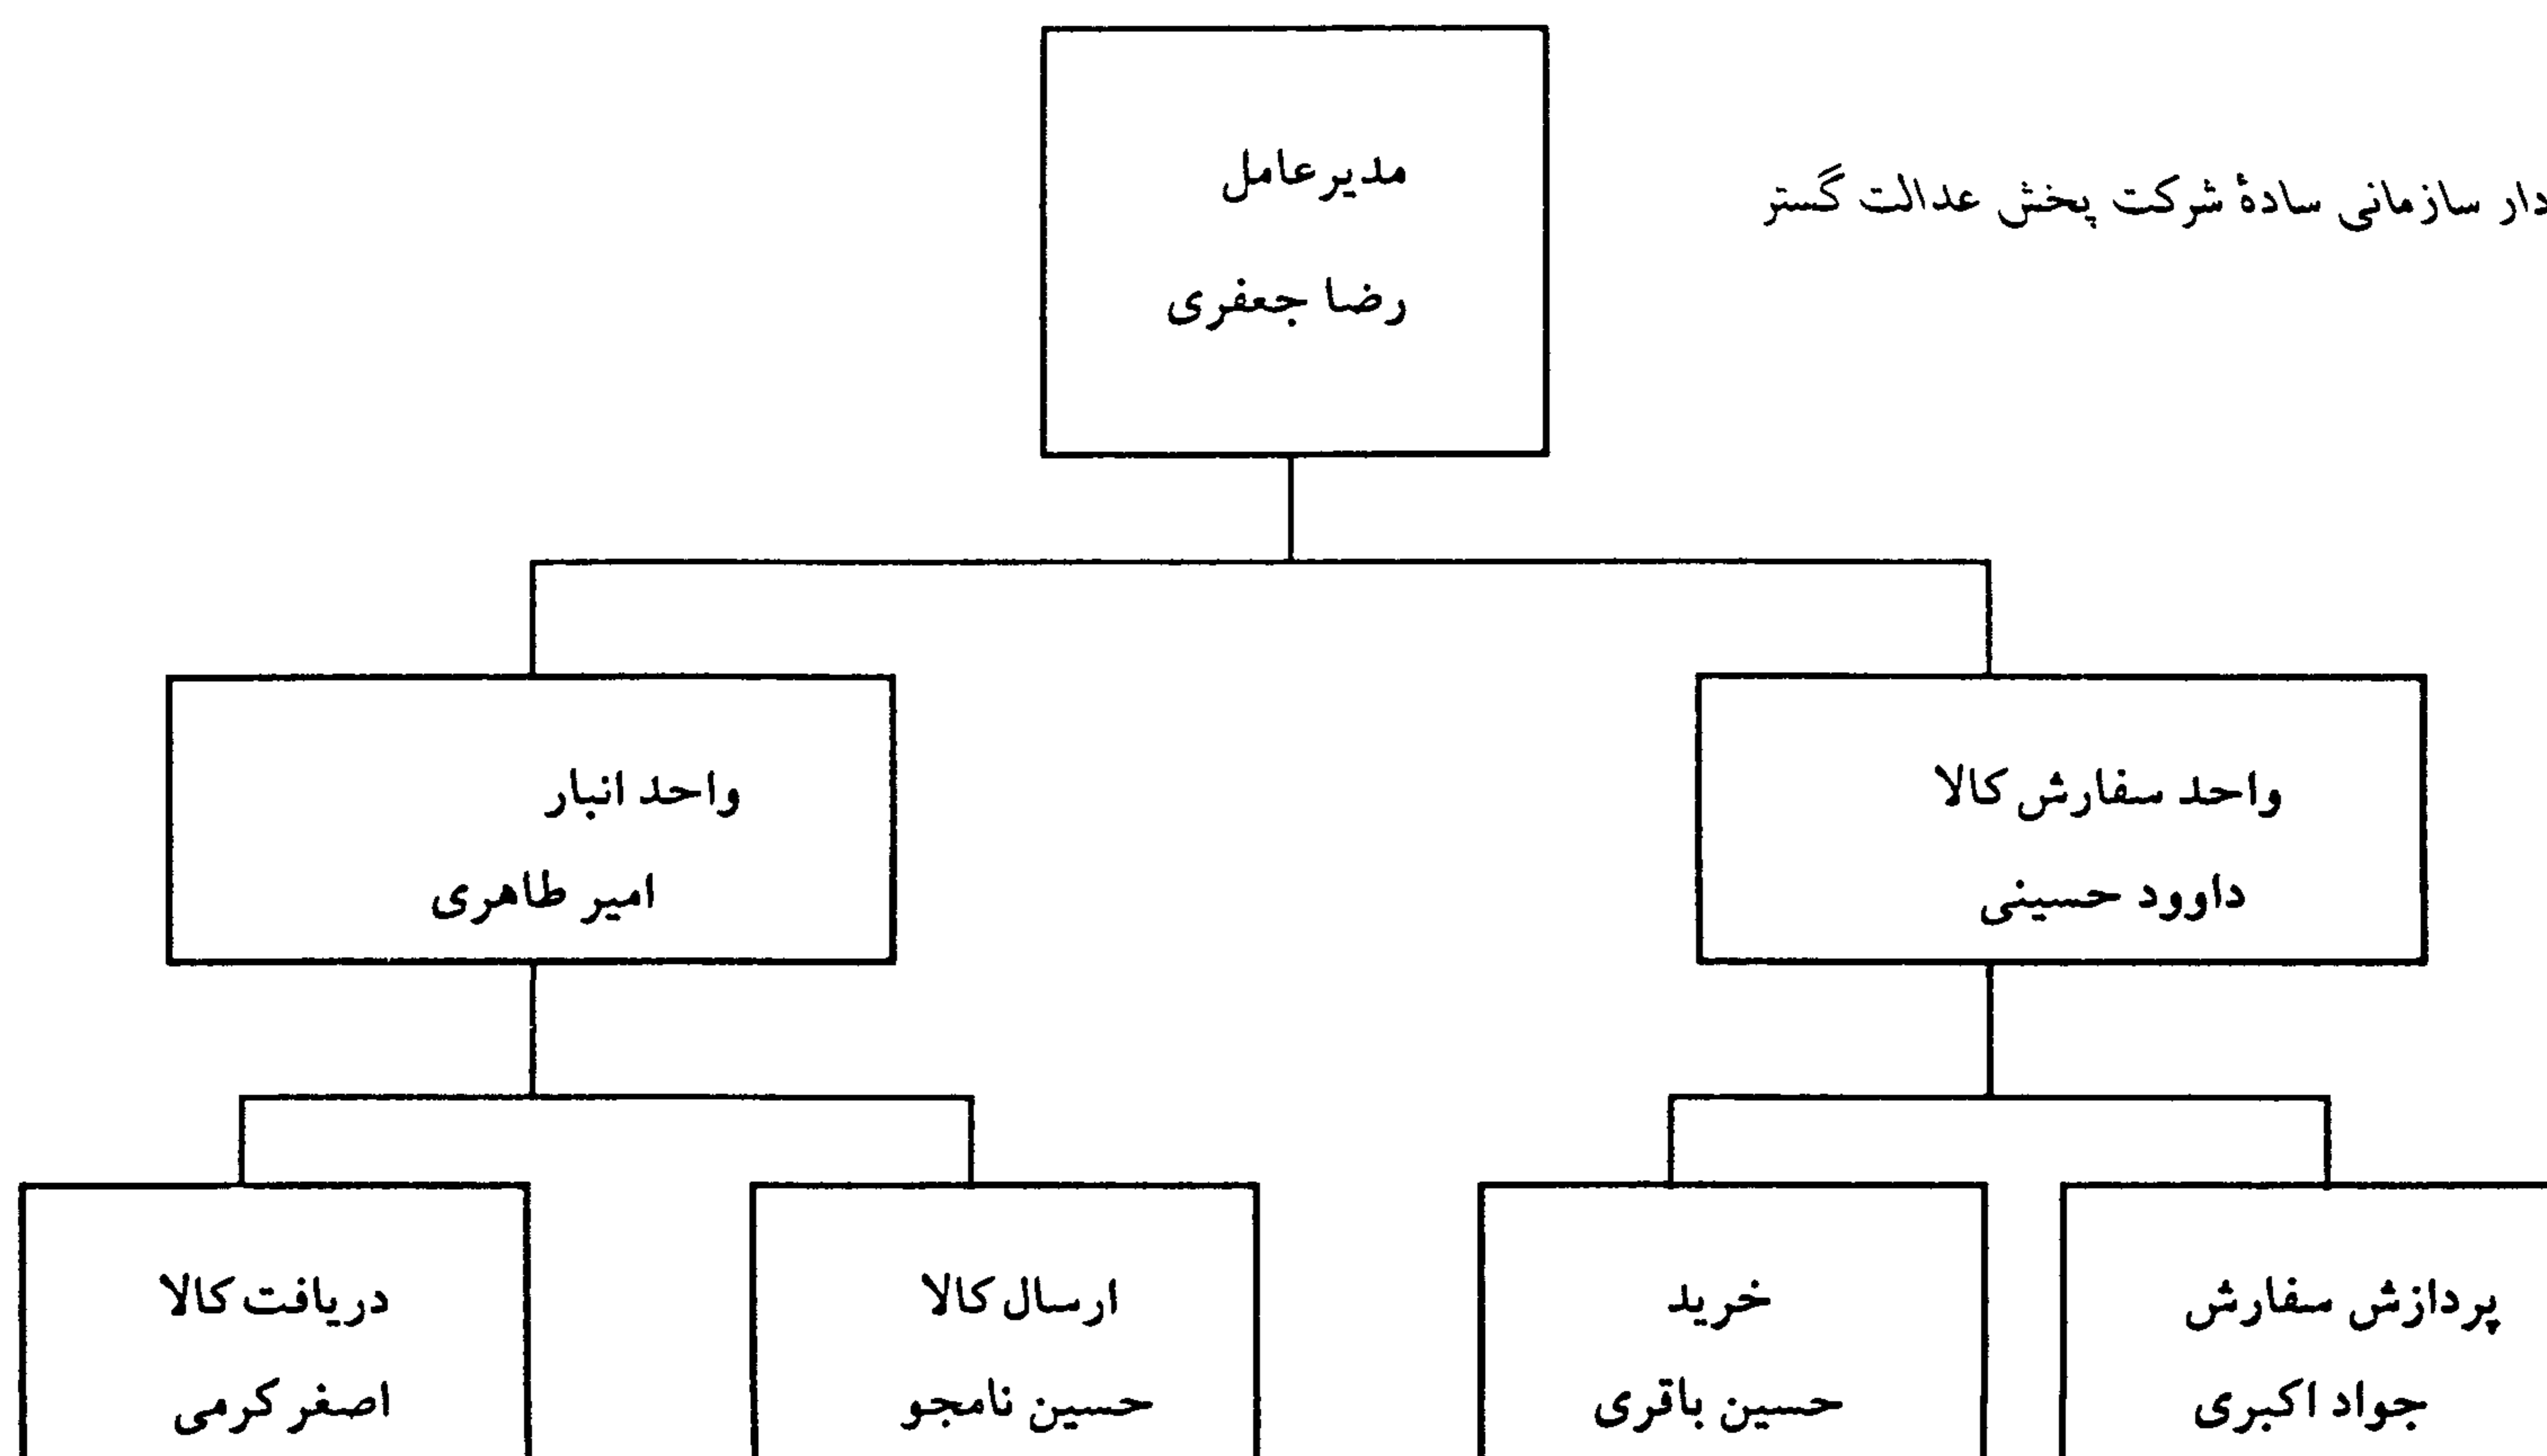 مدیرعامل
رضا جعفری
دار سازمانی سادهٔ شرکت پخش عدالت گستر
واحد سفارش کالا
داوود حسینی
واحد انبار
امیر طاهری
پردازش سفارش
جواد اکبری
خرید
حسین باقری
ارسال کالا
حسین نامجو
دریافت کالا
اصغر کرمی